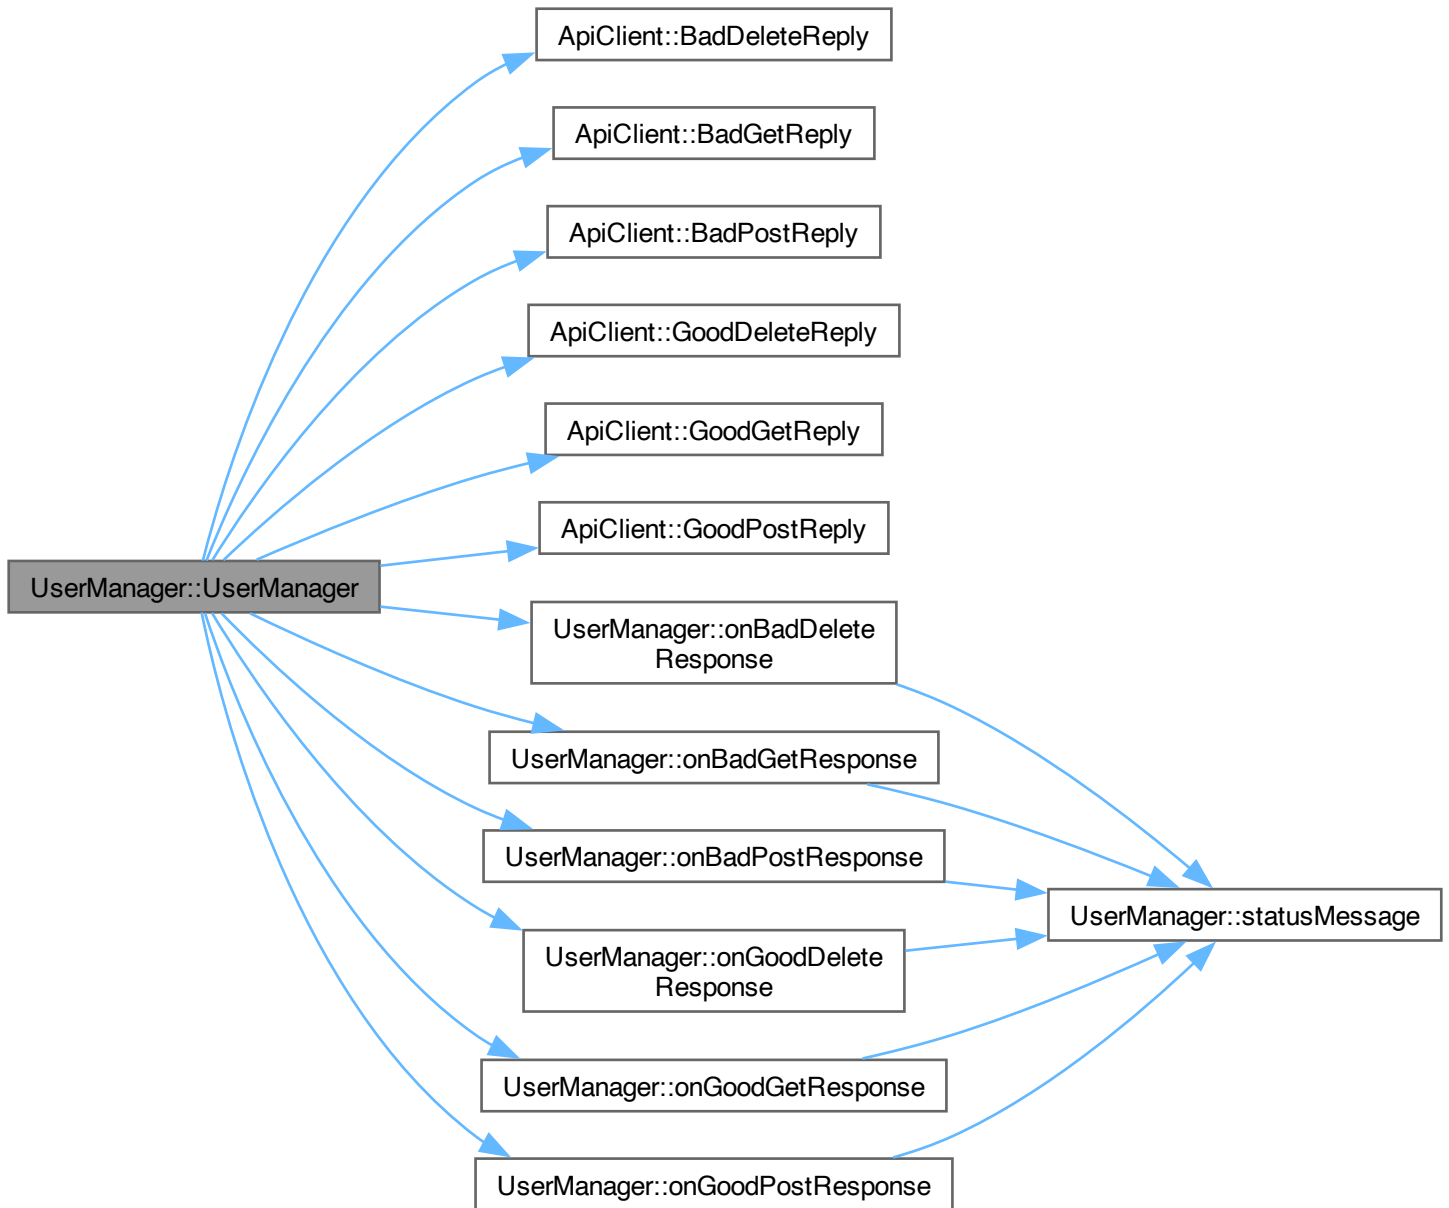 ApiClient::BadDeleteReply
ApiClient::BadGetReply
ApiClient::BadPostReply
ApiClient::GoodDeleteReply
ApiClient::GoodGetReply
ApiClient::GoodPostReply
UserManager::UserManager
UserManager::onBadDelete
Response
UserManager::onBadGetResponse
UserManager::onBadPostResponse
UserManager::statusMessage
UserManager::onGoodDelete
Response
UserManager::onGoodGetResponse
UserManager::onGoodPostResponse